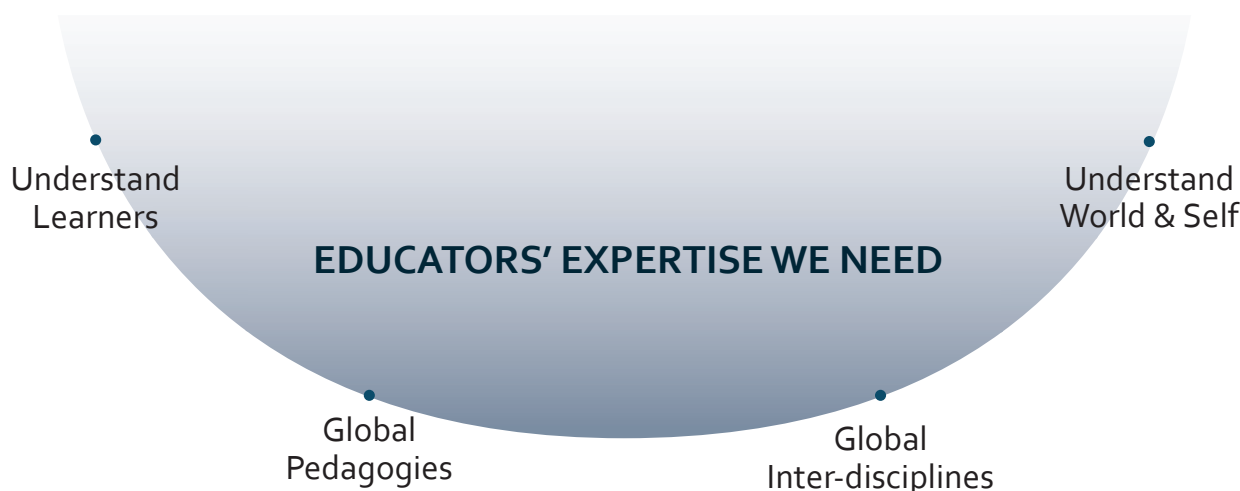 Understand
Learners
Understand
World & Self
EDUCATORS’ EXPERTISE WE NEED
Global
Pedagogies
Global
Inter-disciplines